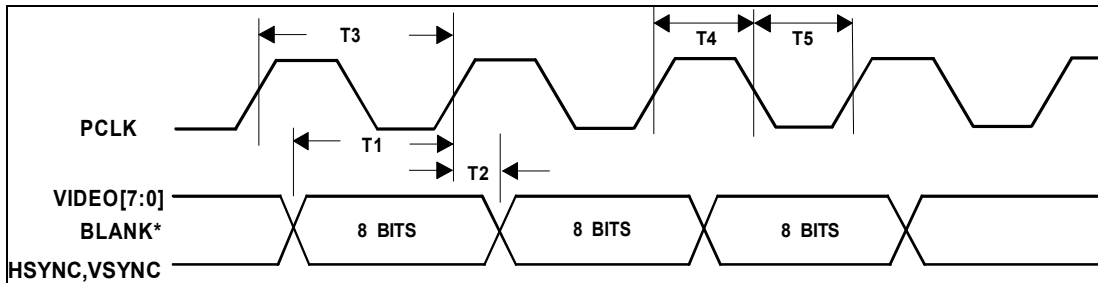 T3
T4
T5
PCLK
T1
T2
VIDEO[7:0]
BLANK*
8 BITS
8 BITS
8 BITS
HSYNC,VSYNC